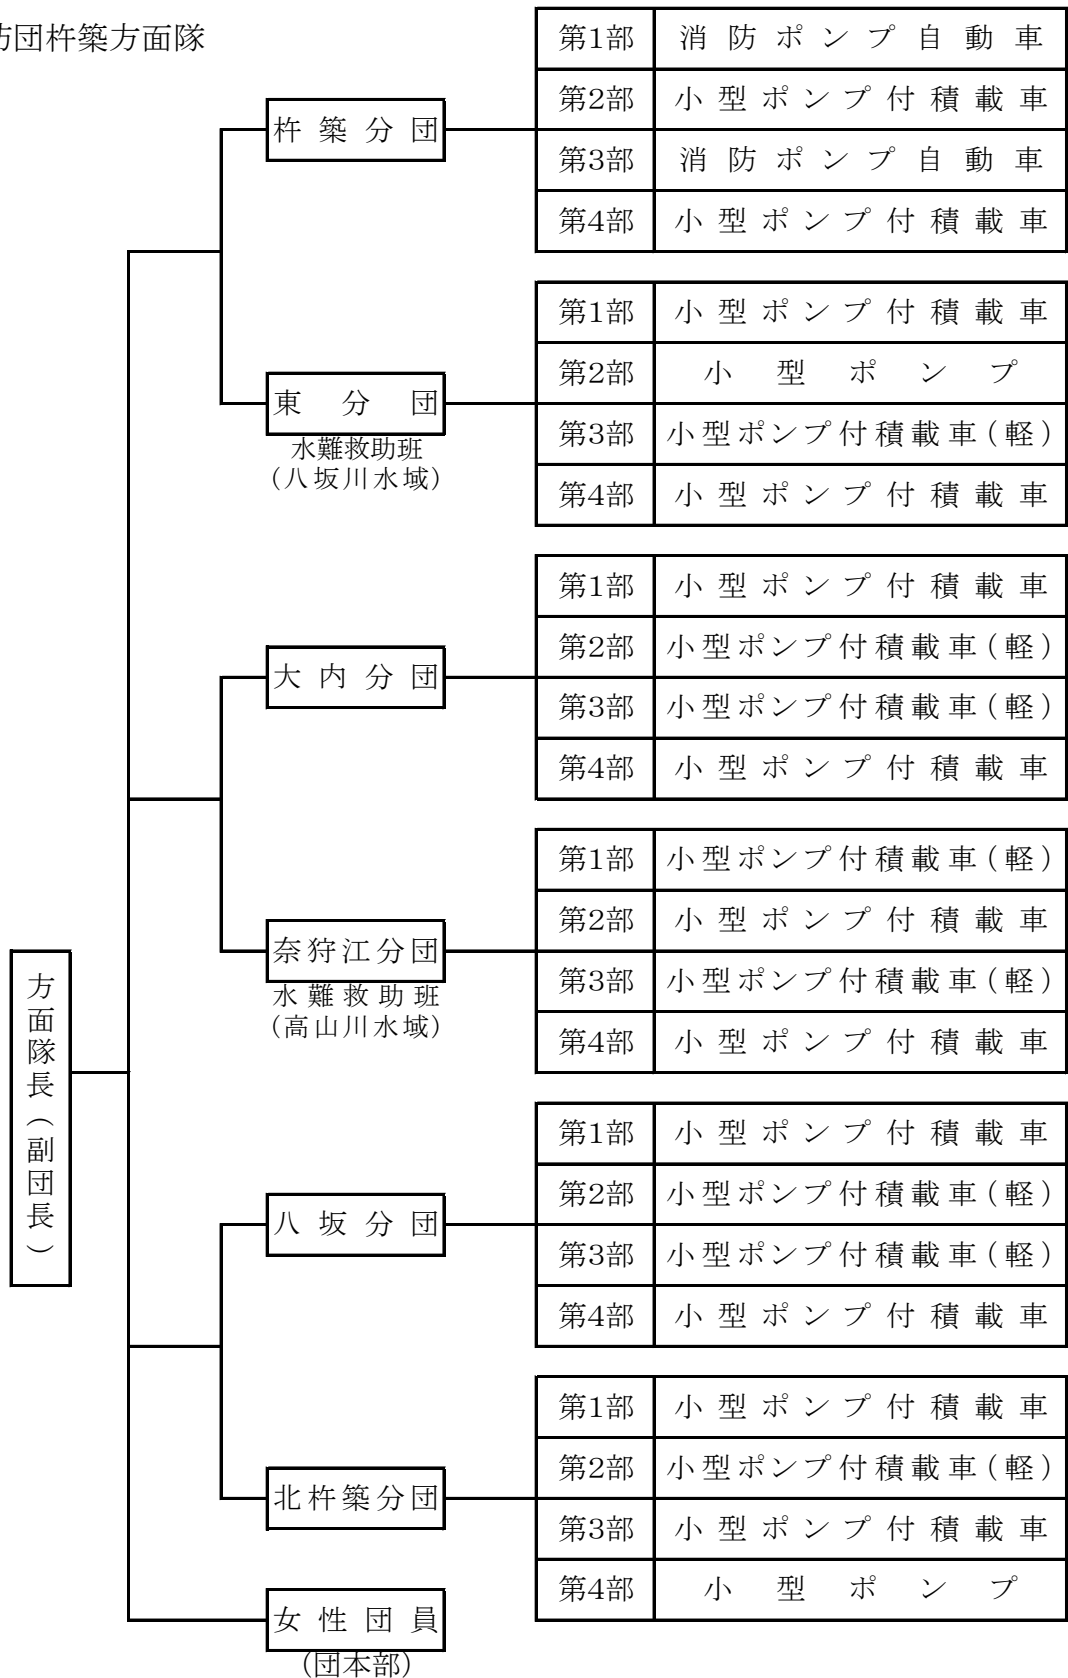 防団杵築方面隊
第1部 消防ポンプ自動車
第2部 小型ポンプ付積載車
杵築分団
第3部 消防ポンプ自動車
第4部 小型ポンプ付積載車
第1部 小型ポンプ付積載車
第2部 小型ポンプ
東分団
水難救助班
(八坂川水域)
第3部 小型ポンプ付積載車(軽)
第4部 小型ポンプ付積載車
第1部 小型ポンプ付積載車
第2部 小型ポンプ付積載車(軽)
大内分団
第3部 小型ポンプ付積載車(軽)
第4部 小型ポンプ付積載車
第1部 小型ポンプ付積載車(軽)
第2部 小型ポンプ付積載車
奈狩江分団
水難救助班
(高山川水域)
第3部 小型ポンプ付積載車(軽)
第4部 小型ポンプ付積載車
方面隊長(副団長)
第1部 小型ポンプ付積載車
第2部 小型ポンプ付積載車(軽)
八坂分団
第3部 小型ポンプ付積載車(軽)
第4部 小型ポンプ付積載車
第1部 小型ポンプ付積載車
第2部 小型ポンプ付積載車(軽)
北杵築分団
第3部 小型ポンプ付積載車
第4部 小型ポンプ
女性団員
(団本部)